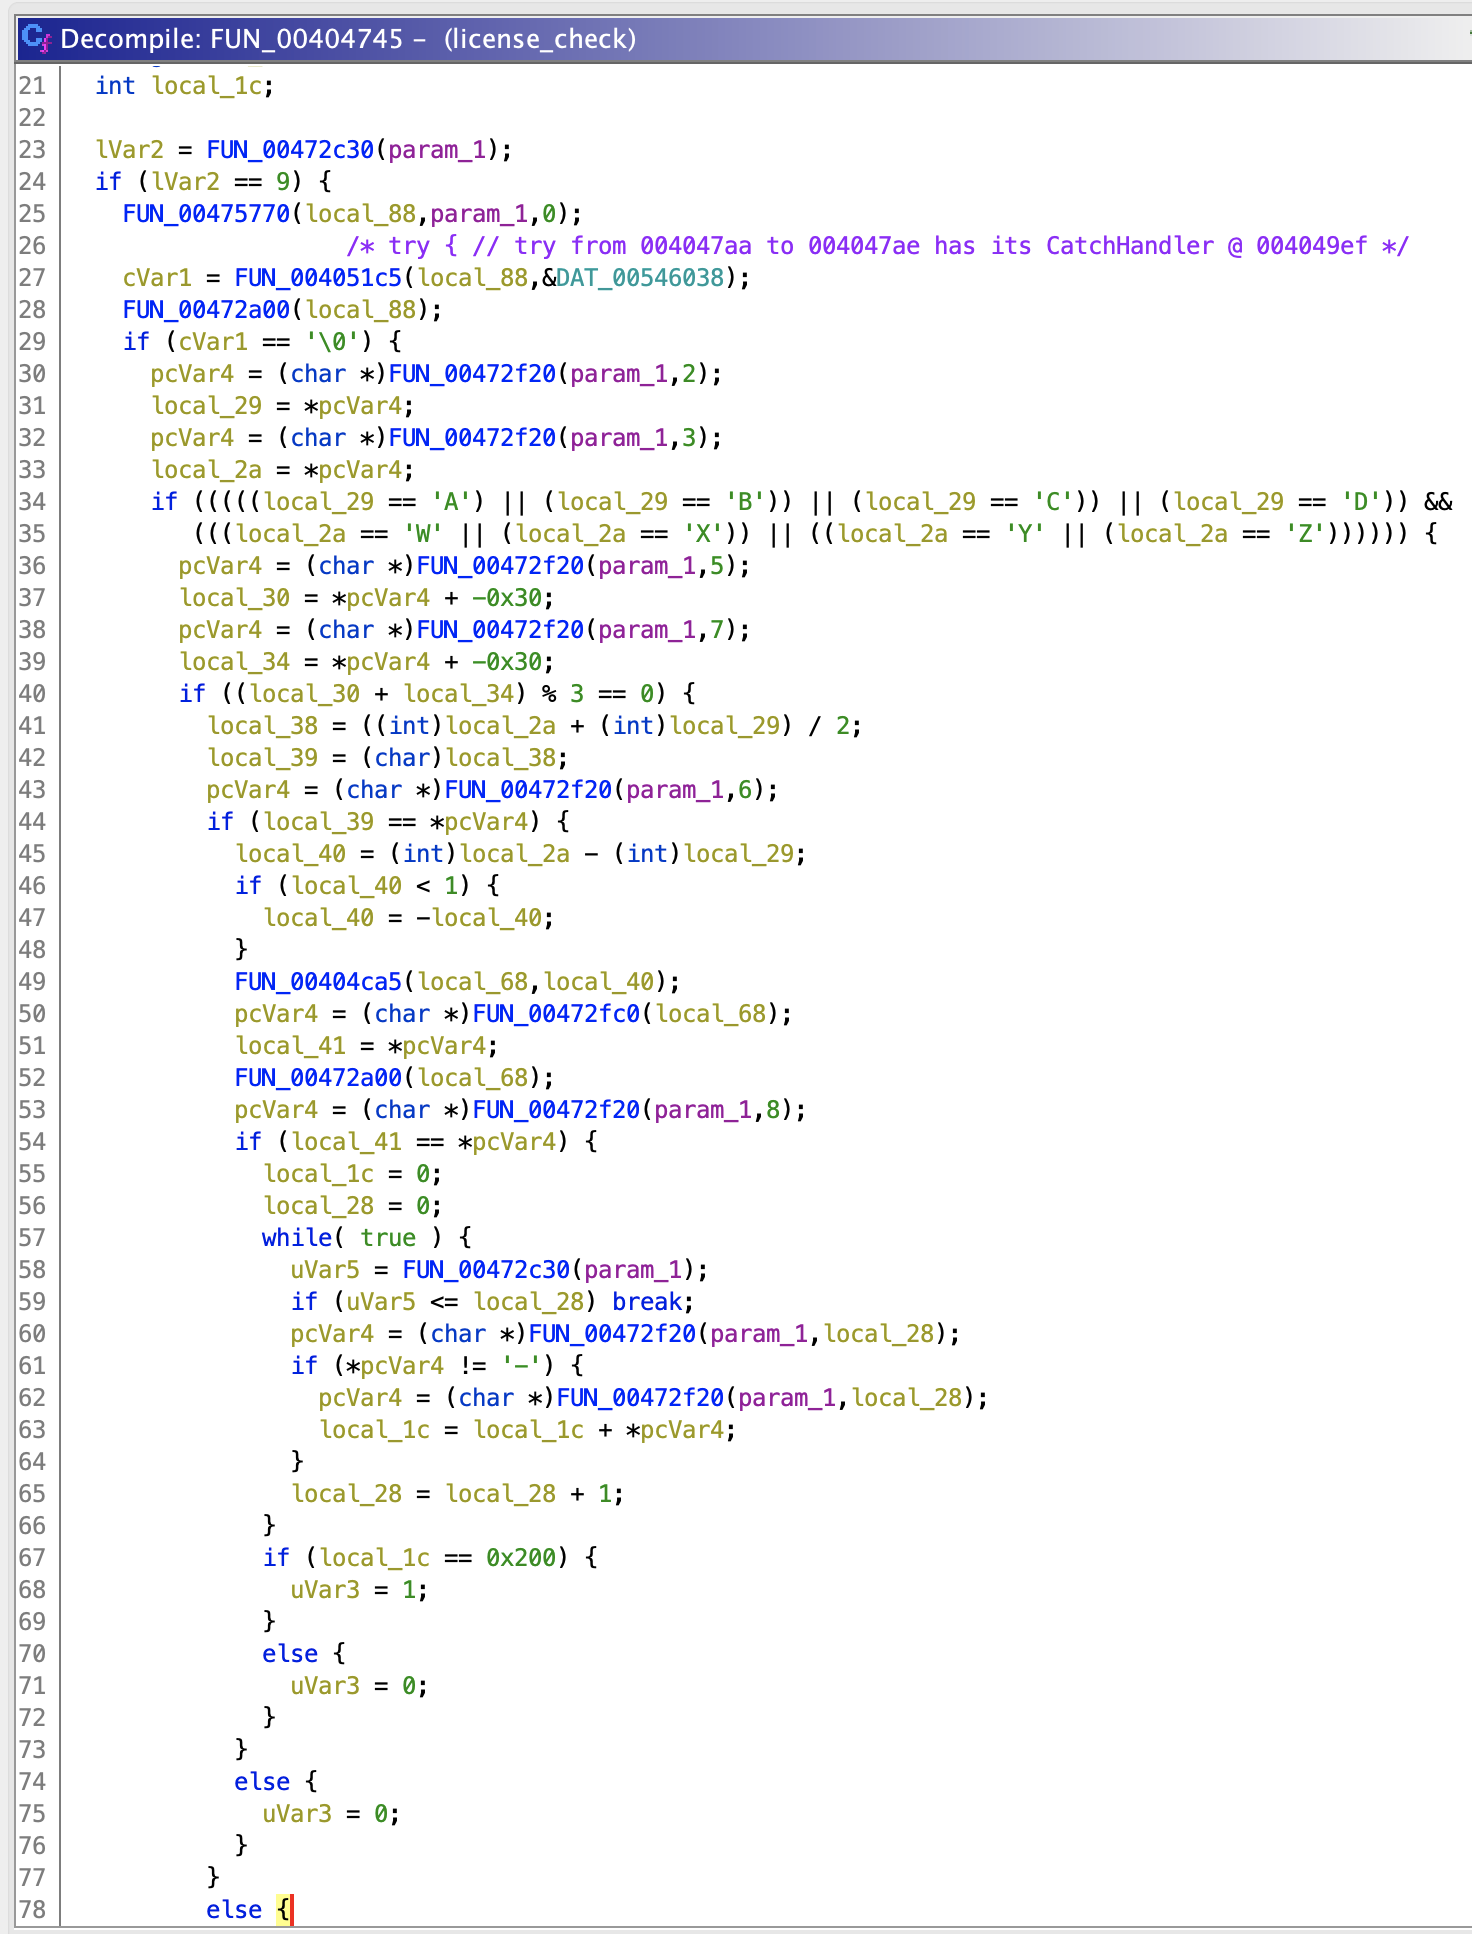 Decompile: FUN_00404745 - (license_check)
21 int local_1c;
22
23 lVar2 = FUN_00472c30(param_1);
24 if (lVar2 == 9) {
25 FUN_00475770(local_88,param_1,0);
26 /* try { // try from 004047aa to 004047ae has its CatchHandler @ 004049ef */
27 cVar1 = FUN_004051c5(local_88,&DAT_00546038);
28 FUN_00472a00(local_88);
29 if (cVar1 == '\0') {
30 pcVar4 = (char *)FUN_00472f20(param_1,2);
31 local_29 = *pcVar4;
32 pcVar4 = (char *)FUN_00472f20(param_1,3);
33 local_2a = *pcVar4;
34 if (((((local_29 == 'A') || (local_29 == 'B')) || (local_29 == 'C')) || (local_29 == 'D')) &&
35 (((local_2a == 'W' || (local_2a == 'X')) || ((local_2a == 'Y' || (local_2a == 'Z')))))) {
36 pcVar4 = (char *)FUN_00472f20(param_1,5);
37 local_30 = *pcVar4 + -0x30;
38 pcVar4 = (char *)FUN_00472f20(param_1,7);
39 local_34 = *pcVar4 + -0x30;
40 if ((local_30 + local_34) % 3 == 0) {
41 local_38 = ((int)local_2a + (int)local_29) / 2;
42 local_39 = (char)local_38;
43 pcVar4 = (char *)FUN_00472f20(param_1,6);
44 if (local_39 == *pcVar4) {
45 local_40 = (int)local_2a - (int)local_29;
46 if (local_40 < 1) {
47 local_40 = -local_40;
48 }
49 FUN_00404ca5(local_68,local_40);
50 pcVar4 = (char *)FUN_00472fc0(local_68);
51 local_41 = *pcVar4;
52 FUN_00472a00(local_68);
53 pcVar4 = (char *)FUN_00472f20(param_1,8);
54 if (local_41 == *pcVar4) {
55 local_1c = 0;
56 local_28 = 0;
57 while( true ) {
58 uVar5 = FUN_00472c30(param_1);
59 if (uVar5 <= local_28) break;
60 pcVar4 = (char *)FUN_00472f20(param_1,local_28);
61 if (*pcVar4 != '-') {
62 pcVar4 = (char *)FUN_00472f20(param_1,local_28);
63 local_1c = local_1c + *pcVar4;
64 }
65 local_28 = local_28 + 1;
66 }
67 if (local_1c == 0x200) {
68 uVar3 = 1;
69 }
70 else {
71 uVar3 = 0;
72 }
73 }
74 else {
75 uVar3 = 0;
76 }
77 }
78 else {